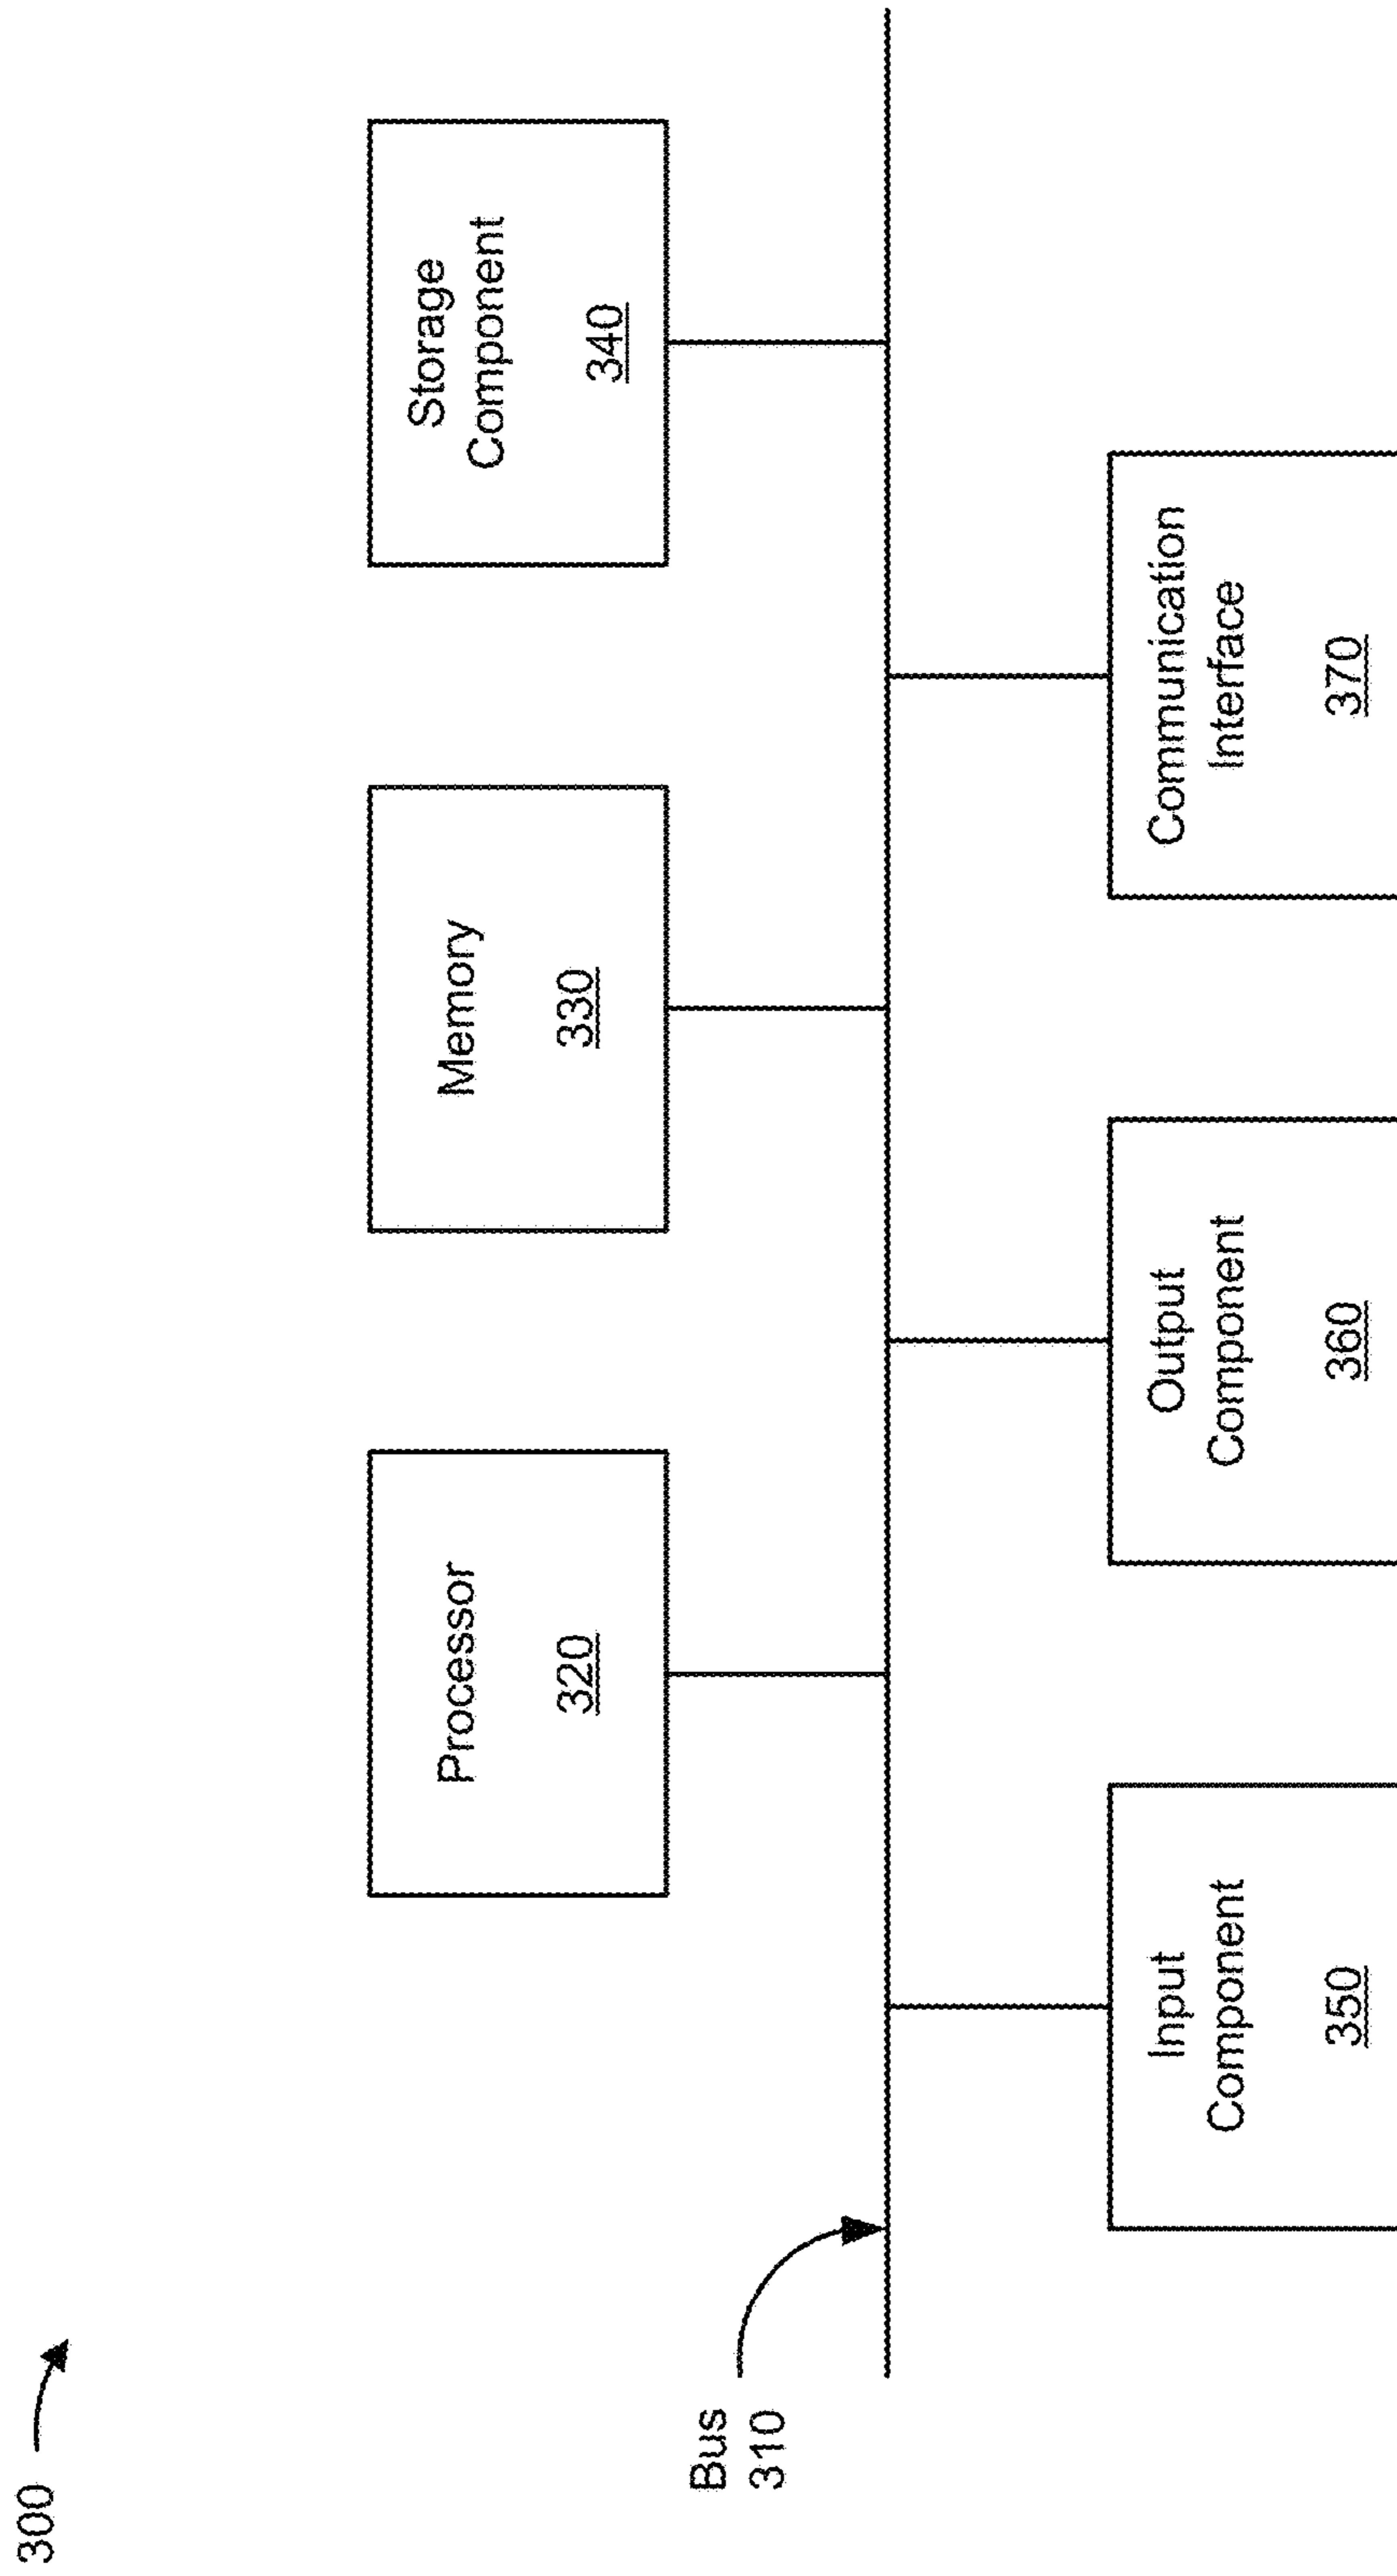 300
Processor
320
Memory
330
Storage
Component
340
Bus
310
Input
Component
350
Output
Component
360
Communication
Interface
370